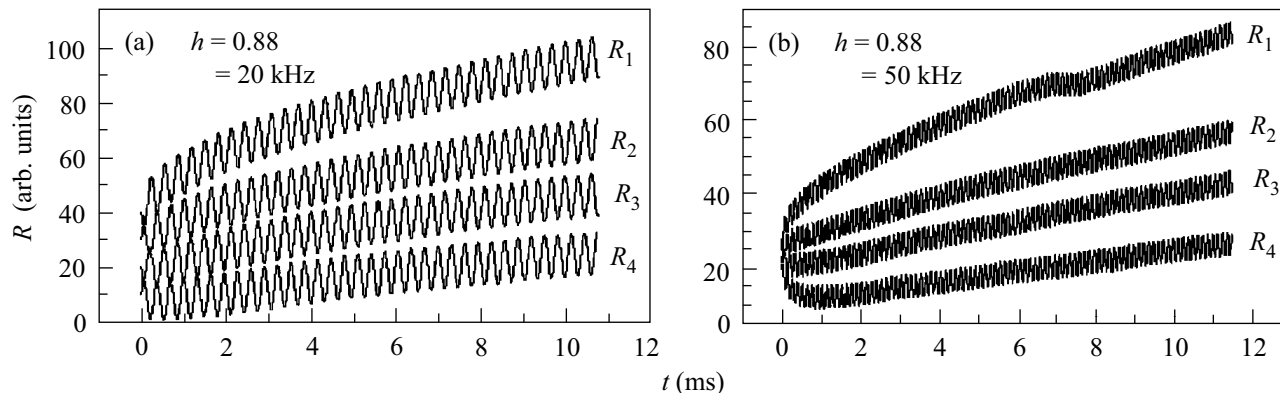 (a) h = 0.88
= 20 kHz
R1
R2
R3
R4
100
80
60
40
20
0
R (arb. units)
0 2 4 6 8 10 12
(b) h = 0.88
= 50 kHz
R1
R2
R3
R4
80
60
40
20
0
0 2 4 6 8 10 12
t (ms)